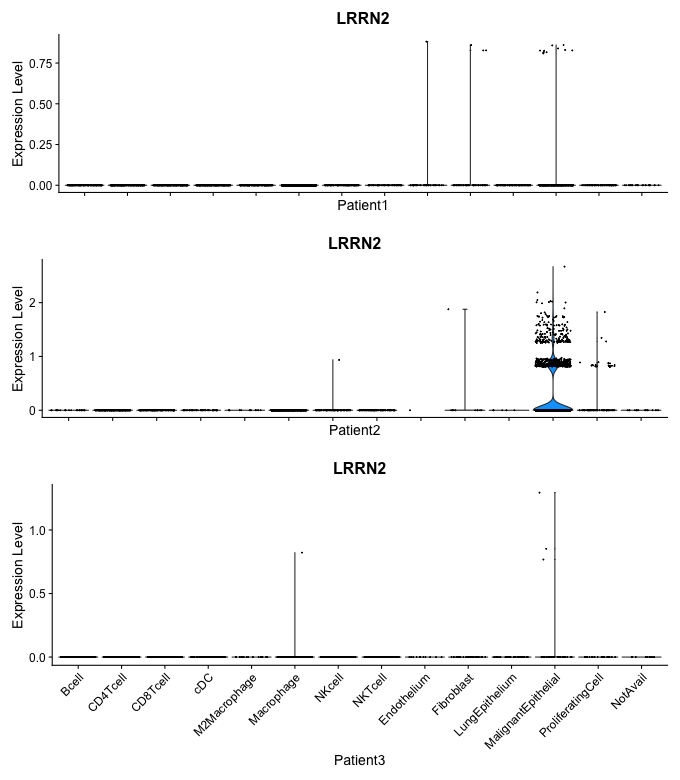 LRRN2
Expression Level
0.75
0.50
0.25
0.00
Patient1
LRRN2
Expression Level
2
1
0
Patient2
LRRN2
Expression Level
1.0
0.5
0.0
Bcell
CD4Tcell
CD8Tcell
cDC
M2Macrophage
Macrophage
NKcell
NKTcell
Endothelium
Fibroblast
LungEpithelium
MalignantEpithelial
ProliferatingCell
NotAvail
Patient3